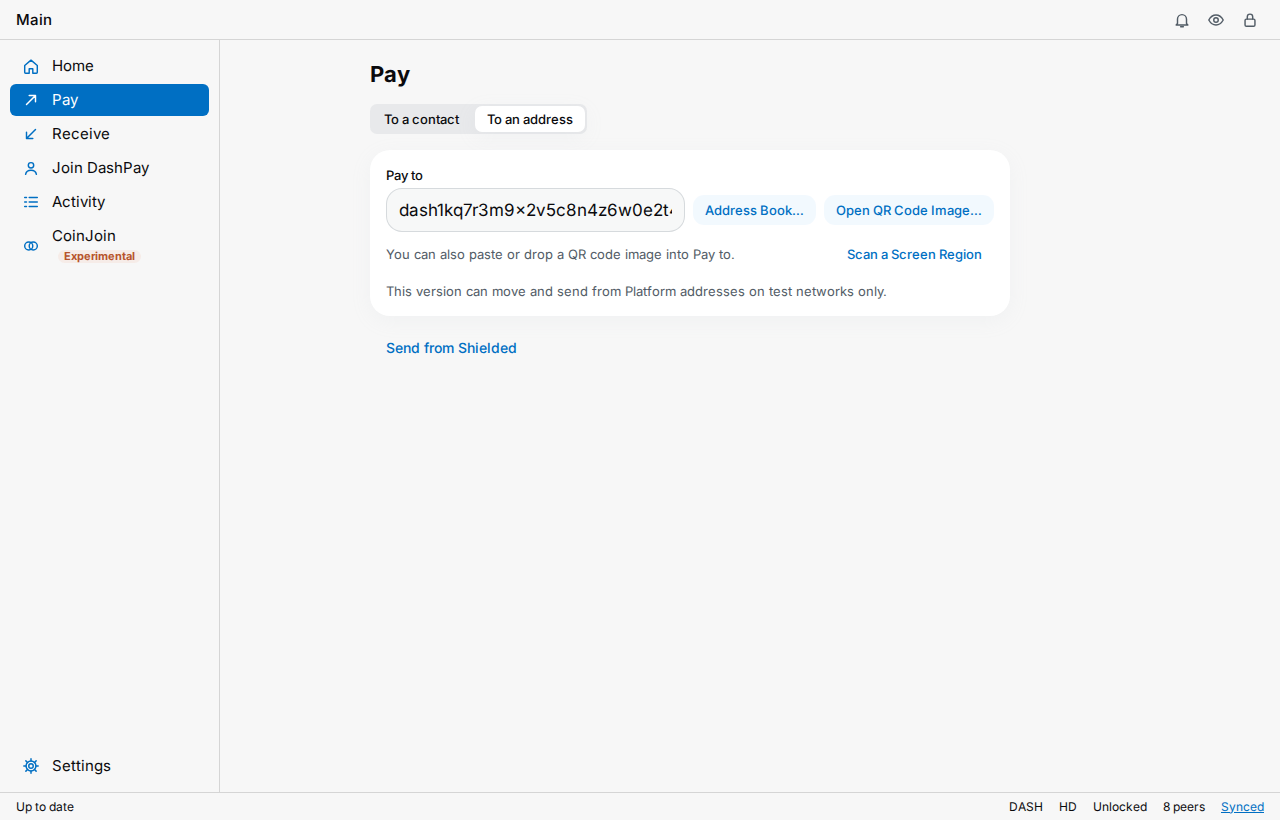 Main
Home
Pay
Receive
Join DashPay
Activity
CoinJoin
Experimental
Settings
Pay
To a contact
To an address
Pay to
dash1kq7r3m9x2v5c8n4z6w0e2t4
Address Book...
Open QR Code Image...
You can also paste or drop a QR code image into Pay to.
Scan a Screen Region
This version can move and send from Platform addresses on test networks only.
Send from Shielded
Up to date
DASH
HD
Unlocked
8 peers
Synced